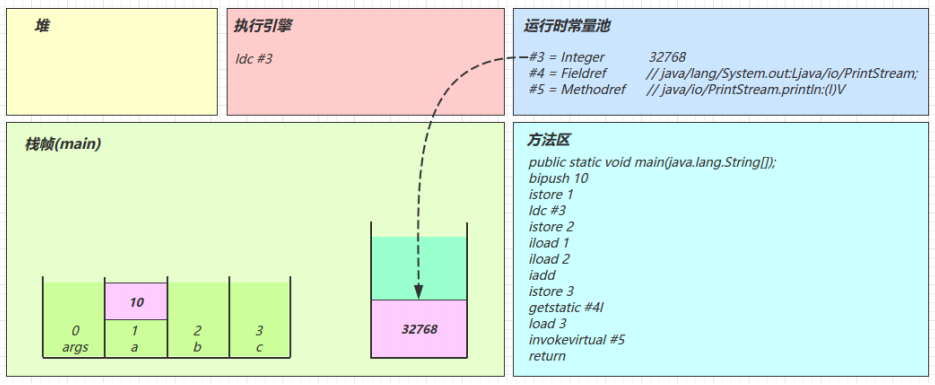 堆
执行引擎
ldc #3
运行时常量池
#3 = Integer 32768
#4 = Fieldref // java/lang/System.out:Ljava/io/PrintStream;
#5 = Methodref // java/io/PrintStream.println:(I)V
栈帧(main)
10
0 1 2 3
args a b c
32768
方法区
public static void main(java.lang.String[]);
bipush 10
istore 1
ldc #3
istore 2
iload 1
iload 2
iadd
istore 3
getstatic #4I
load 3
invokevirtual #5
return